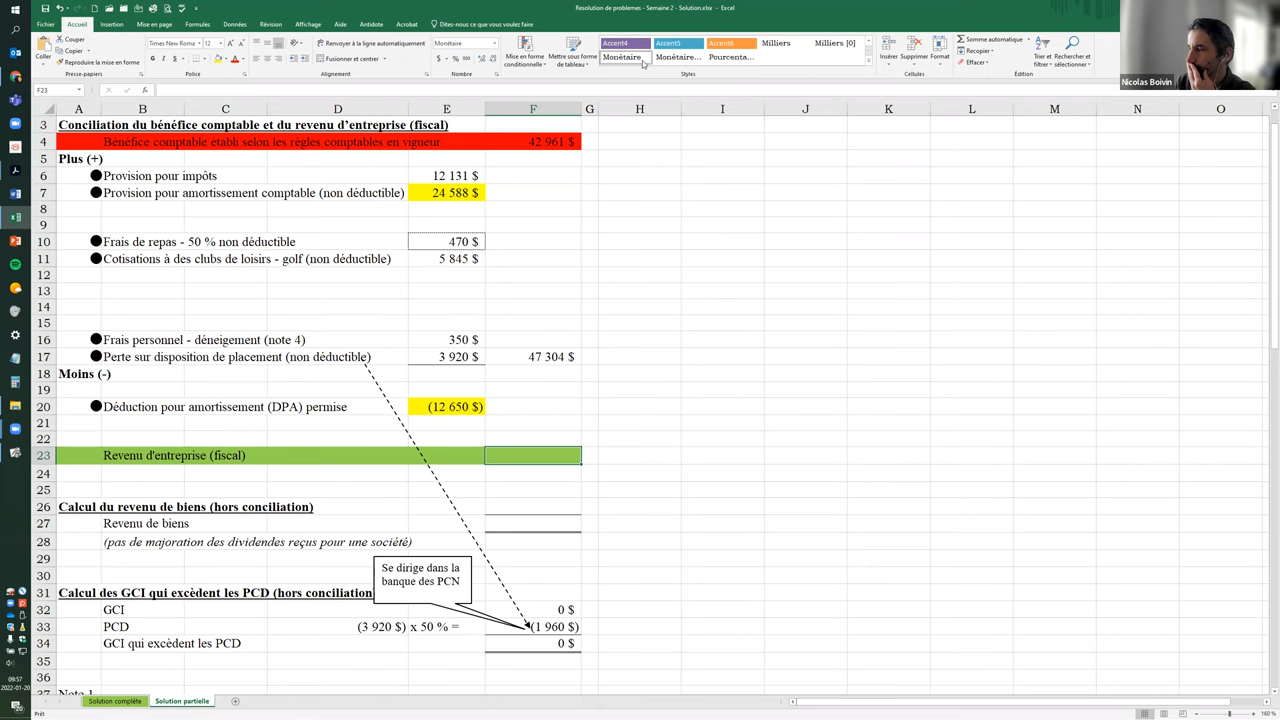 Resolution de problemes - Semaine 2 - Solution.xlsx - Excel
Fichier Accueil Insertion Mise en page Formules Données Révision Affichage Aide Antidote Acrobat Dites-nous ce que vous voulez faire
Couper
Copier
Reproduire la mise en forme
Coller
Presse-papiers
Times New Roma 12
G I S
Police
Renvoyer à la ligne automatiquement
Fusionner et centrer
Alignement
Monétaire
$ % 000
Nombre
Mise en forme conditionnelle
Mettre sous forme de tableau
Accent4 Accent5 Accent6 Milliers Milliers [0]
Monétaire Monétaire... Pourcenta...
Styles
Insérer Supprimer Format
Cellules
Somme automatique
Recopier
Effacer
Trier et filtrer
Rechercher et sélectionner
Édition
Nicolas Boivin
F23 fx
A B C D E F G H I J K L M N O
3 Conciliation du bénéfice comptable et du revenu d'entreprise (fiscal)
4 Bénéfice comptable établi selon les règles comptables en vigueur 42 961 $
5 Plus (+)
6 Provision pour impôts 12 131 $
7 Provision pour amortissement comptable (non déductible) 24 588 $
8
9
10 Frais de repas - 50 % non déductible 470 $
11 Cotisations à des clubs de loisirs - golf (non déductible) 5 845 $
12
13
14
15
16 Frais personnel - déneigement (note 4) 350 $
17 Perte sur disposition de placement (non déductible) 3 920 $ 47 304 $
18 Moins (-)
19
20 Déduction pour amortissement (DPA) permise (12 650 $)
21
22
23 Revenu d'entreprise (fiscal)
24
25
26 Calcul du revenu de biens (hors conciliation)
27 Revenu de biens
28 (pas de majoration des dividendes reçus pour une société)
29
Se dirige dans la
banque des PCN
30
31 Calcul des GCI qui excèdent les PCD (hors conciliation
32 GCI 0 $
33 PCD (3 920 $) x 50 % = (1 960 $)
34 GCI qui excèdent les PCD 0 $
35
36
37 Note 1
09:57
2022-01-20
Solution complète Solution partielle
Prêt
160 %